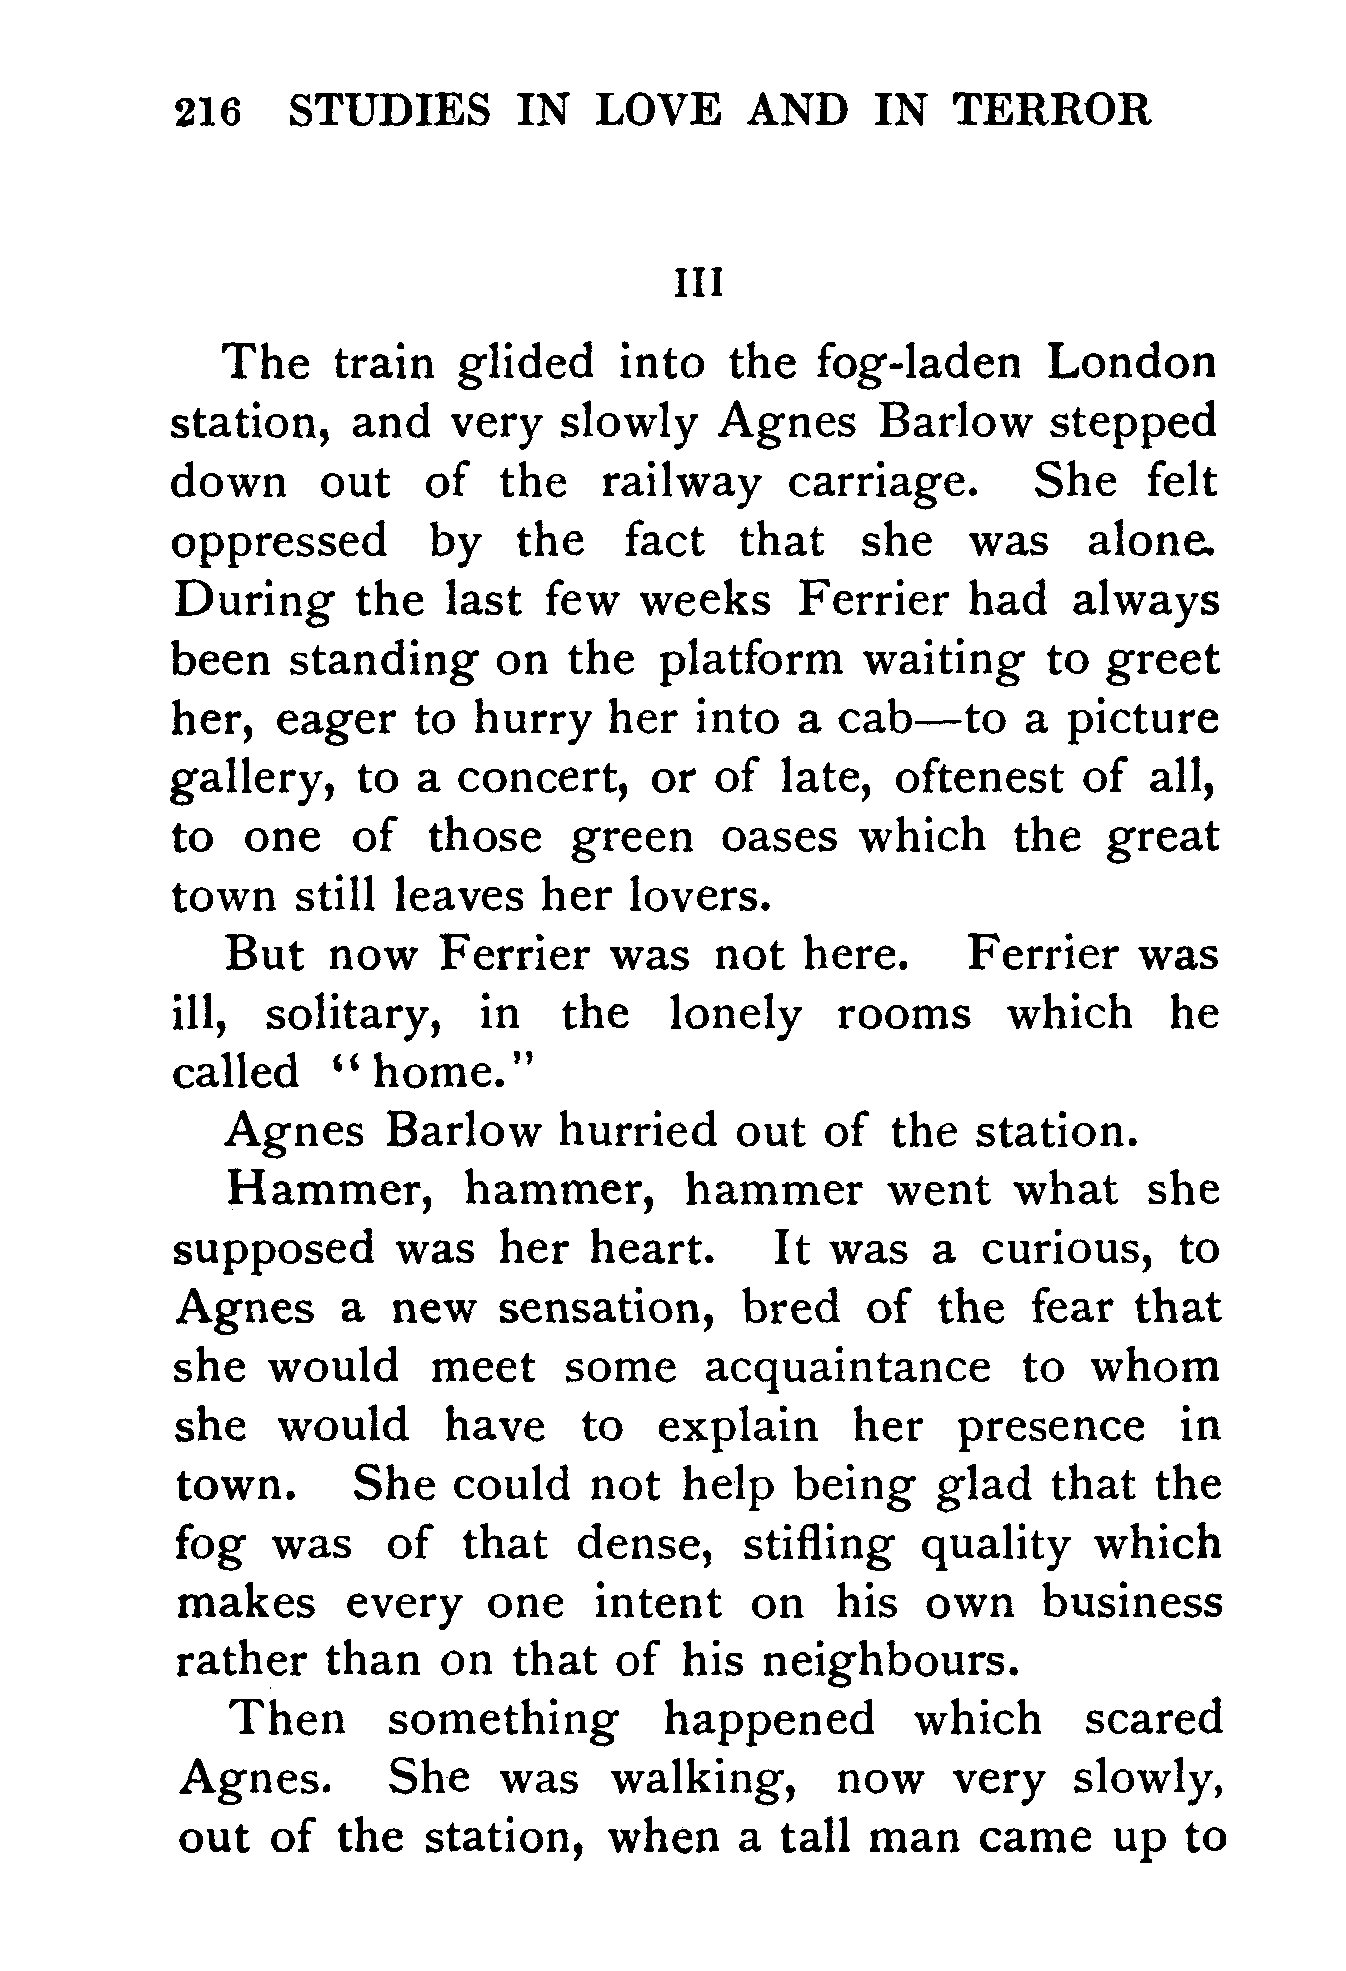 216 STUDIES IN LOVE AND IN TERROR
III
The train glided into the fog-laden London
station, and very slowly Agnes Barlow stepped
down out of the railway carriage. She felt
oppressed by the fact that she was alone.
During the last few weeks Ferrier had always
been standing on the platform waiting to greet
her, eager to hurry her into a cab—to a picture
gallery, to a concert, or of late, oftenest of all,
to one of those green oases which the great
town still leaves her lovers.
But now Ferrier was not here. Ferrier was
ill, solitary, in the lonely rooms which he
called “home.”
Agnes Barlow hurried out of the station.
Hammer, hammer, hammer went what she
supposed was her heart. It was a curious, to
Agnes a new sensation, bred of the fear that
she would meet some acquaintance to whom
she would have to explain her presence in
town. She could not help being glad that the
fog was of that dense, stifling quality which
makes every one intent on his own business
rather than on that of his neighbours.
Then something happened which scared
Agnes. She was walking, now very slowly,
out of the station, when a tall man came up to